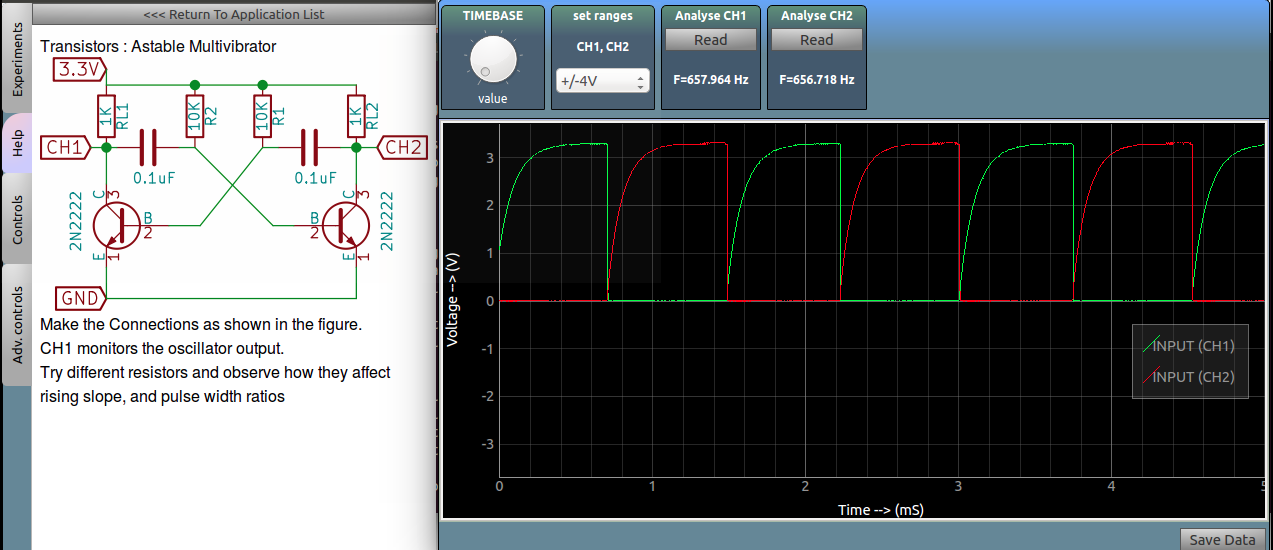 Experiments
Help
Controls
Adv. controls
<<< Return To Application List
Transistors : Astable Multivibrator
3.3V
1K
RL1
10K
R2
10K
R1
1K
RL2
CH1
CH2
0.1uF
0.1uF
2N2222
C
3
B
2
E
1
B
2
C
3
E
1
2N2222
GND
Make the Connections as shown in the figure.
CH1 monitors the oscillator output.
Try different resistors and observe how they affect
rising slope, and pulse width ratios
TIMEBASE
value
set ranges
CH1, CH2
+/-4V
Analyse CH1
Read
F=657.964 Hz
Analyse CH2
Read
F=656.718 Hz
Voltage --> (V)
3
2
1
0
-1
-2
-3
INPUT (CH1)
INPUT (CH2)
0 1 2 3 4 5
Time --> (mS)
Save Data